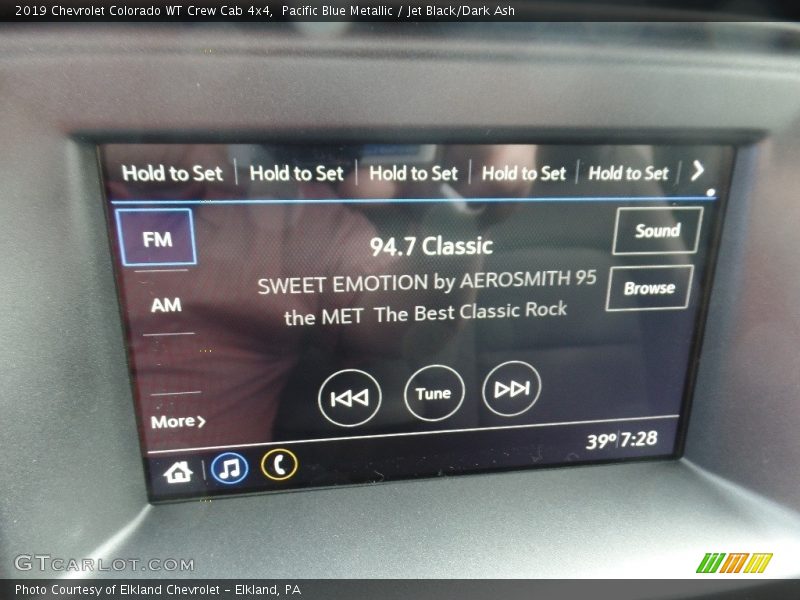 2019 Chevrolet Colorado WT Crew Cab 4x4,  Pacific Blue Metallic / Jet Black/Dark Ash
Hold to Set Hold to Set Hold to Set Hold to Set Hold to Set
FM
94.7 Classic
Sound
SWEET EMOTION by AEROSMITH 95
Browse
AM
the MET  The Best Classic Rock
Tune
More
39° 7:28
GTcarlot.com
Photo Courtesy of Elkland Chevrolet – Elkland, PA